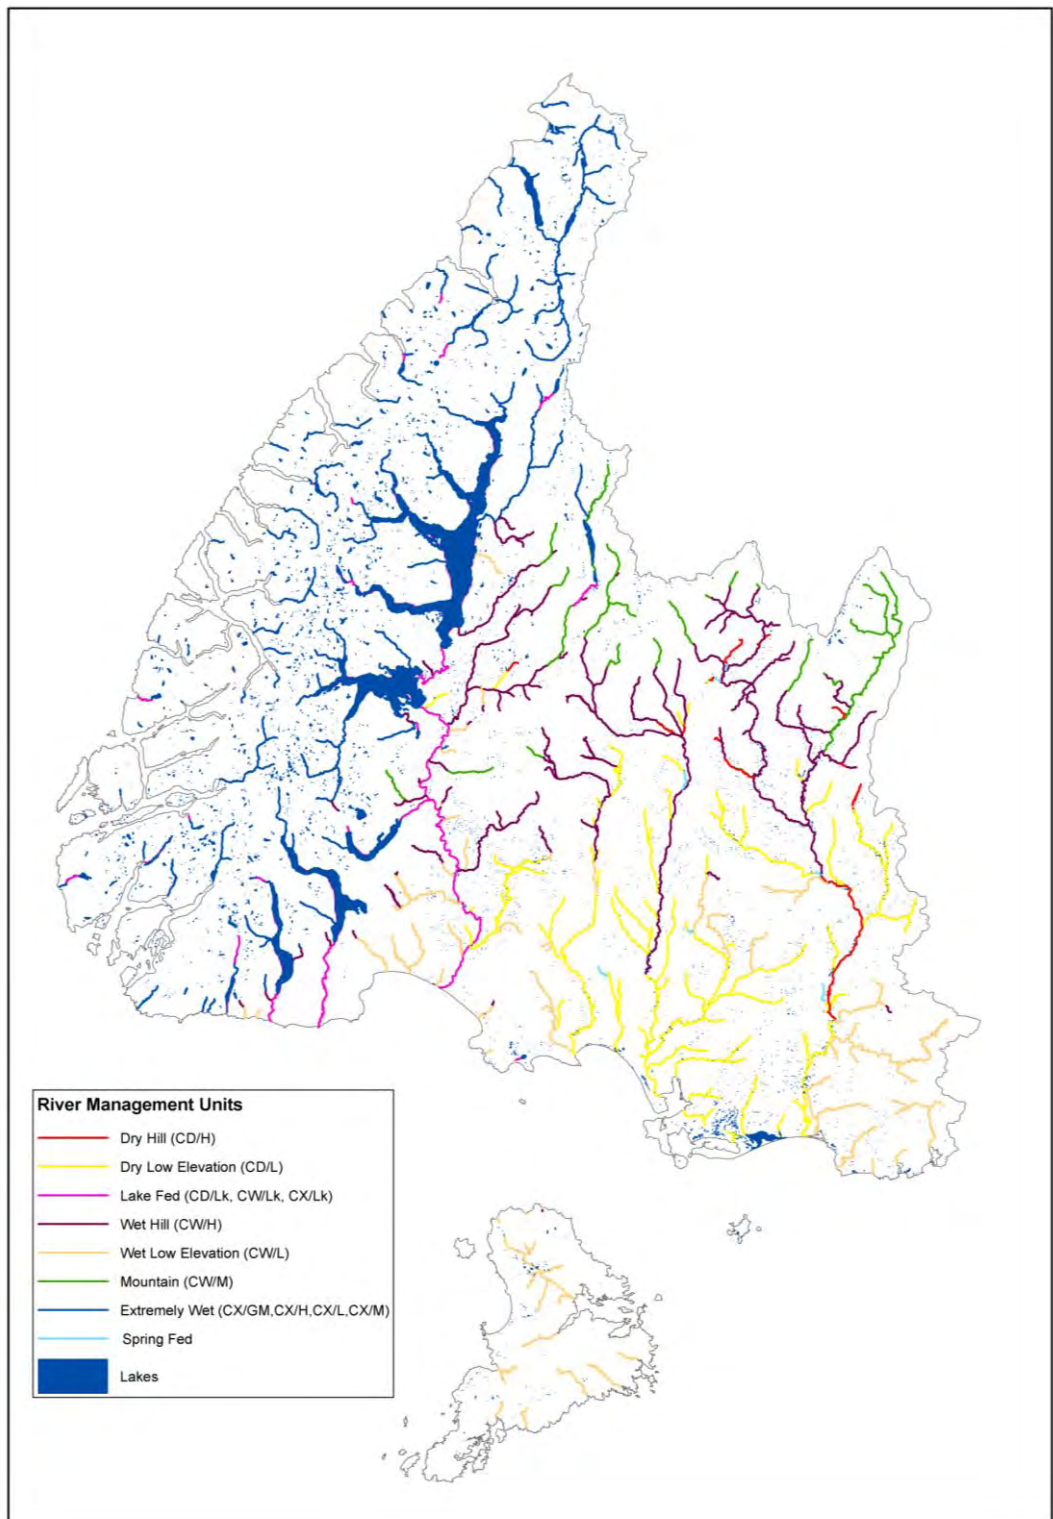 River Management Units
Dry Hill (CD/H)
Dry Low Elevation (CD/L)
Lake Fed (CD/Lk, CW/Lk, CX/Lk)
Wet Hill (CW/H)
Wet Low Elevation (CW/L)
Mountain (CW/M)
Extremely Wet (CX/GM,CX/H,CX/L,CX/M)
Spring Fed
Lakes